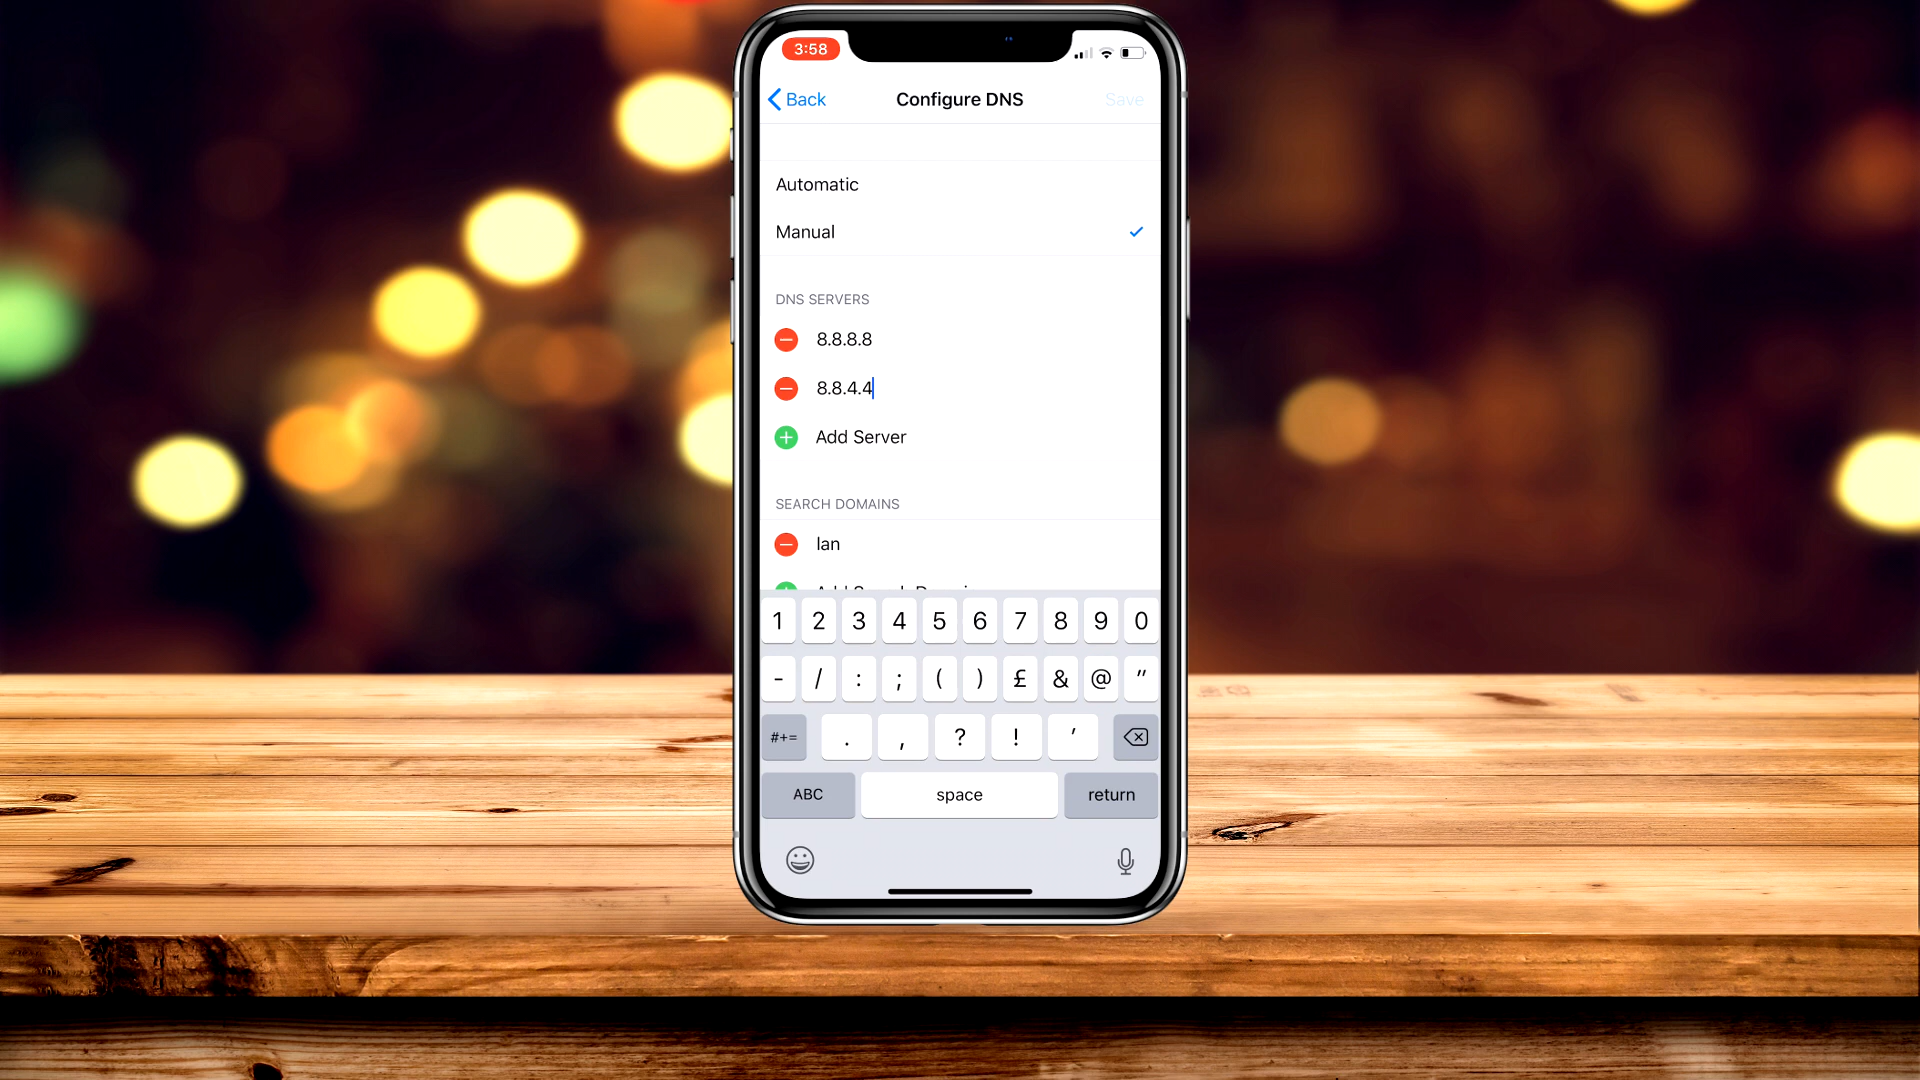 3:58
Back Configure DNS Save
Automatic
Manual
DNS SERVERS
8.8.8.8
8.8.4.4
Add Server
SEARCH DOMAINS
lan
1 2 3 4 5 6 7 8 9 0
- / : ; ( ) £ & @ "
#+= . , ? ! '
ABC space return